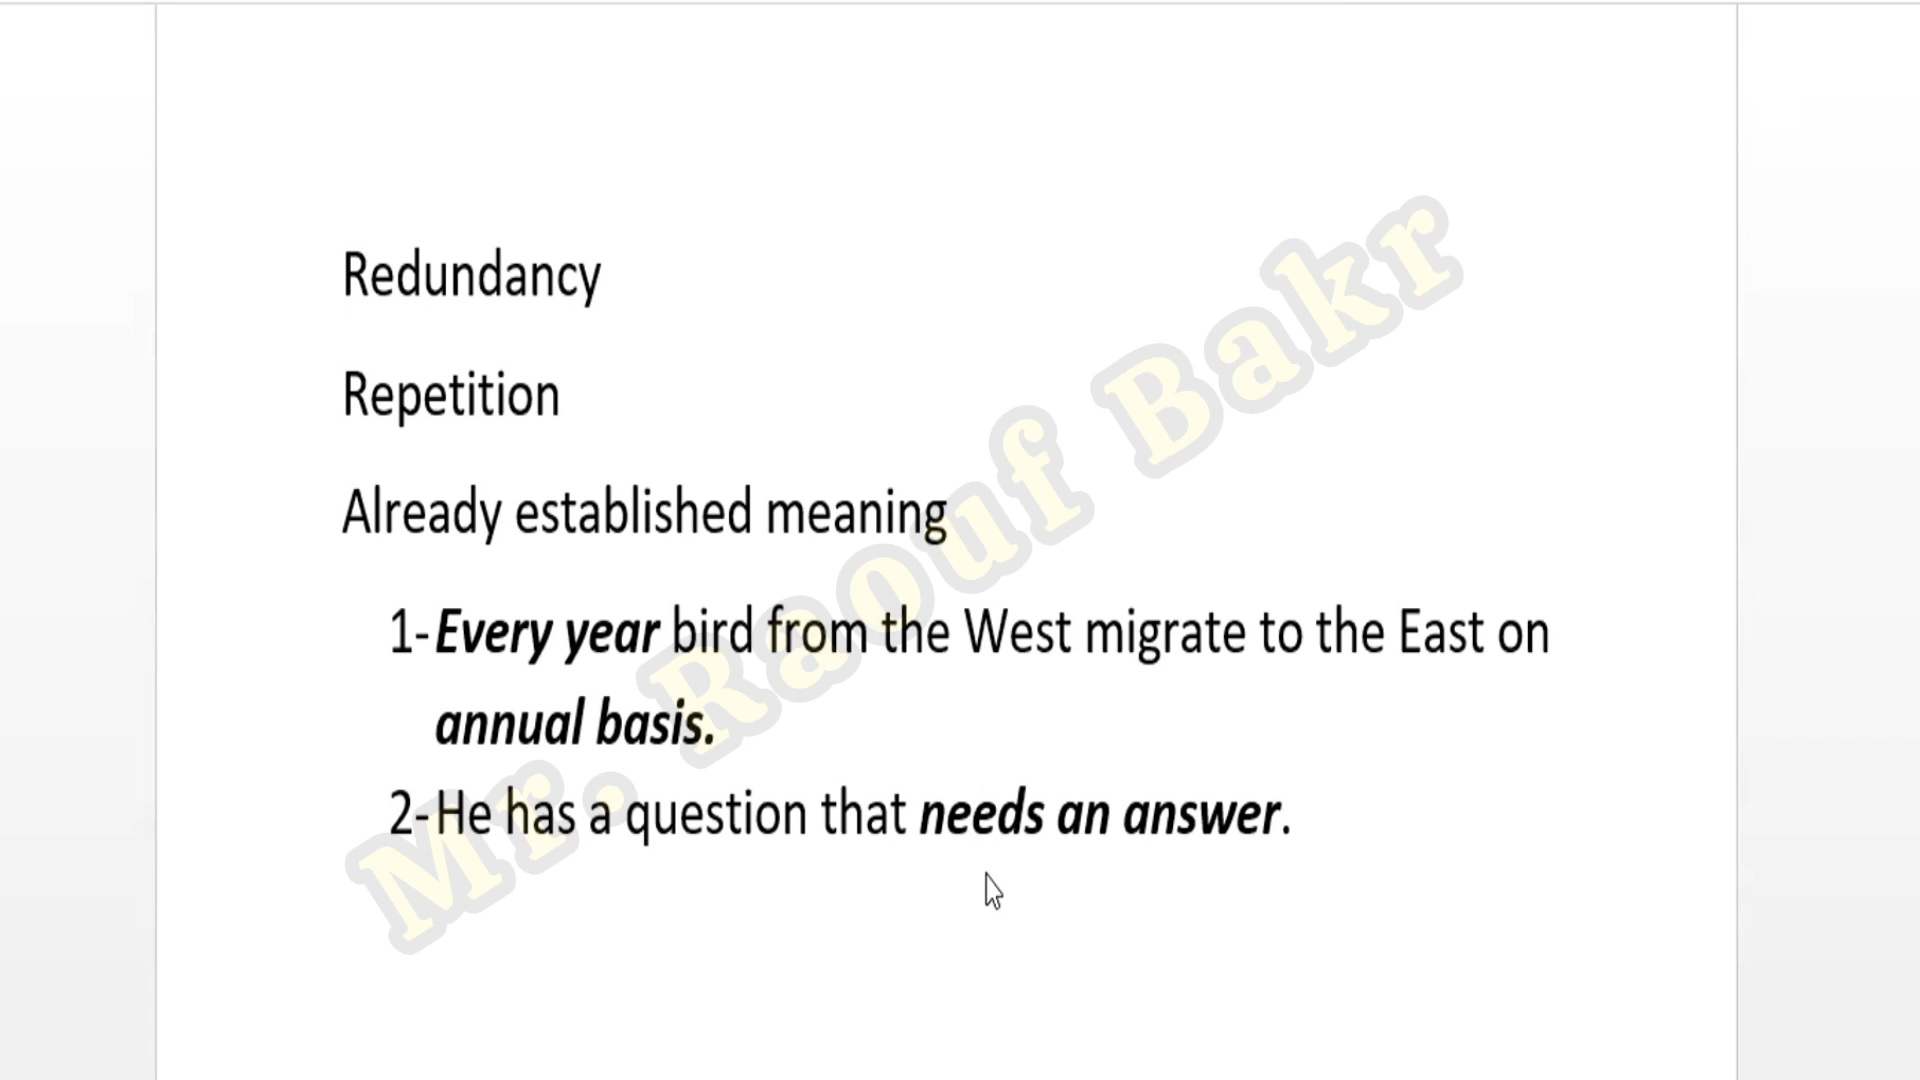 Redundancy
Repetition
Already established meaning
1- Every year bird from the West migrate to the East on
annual basis.
2- He has a question that needs an answer.
Mr. Raouf Bakr